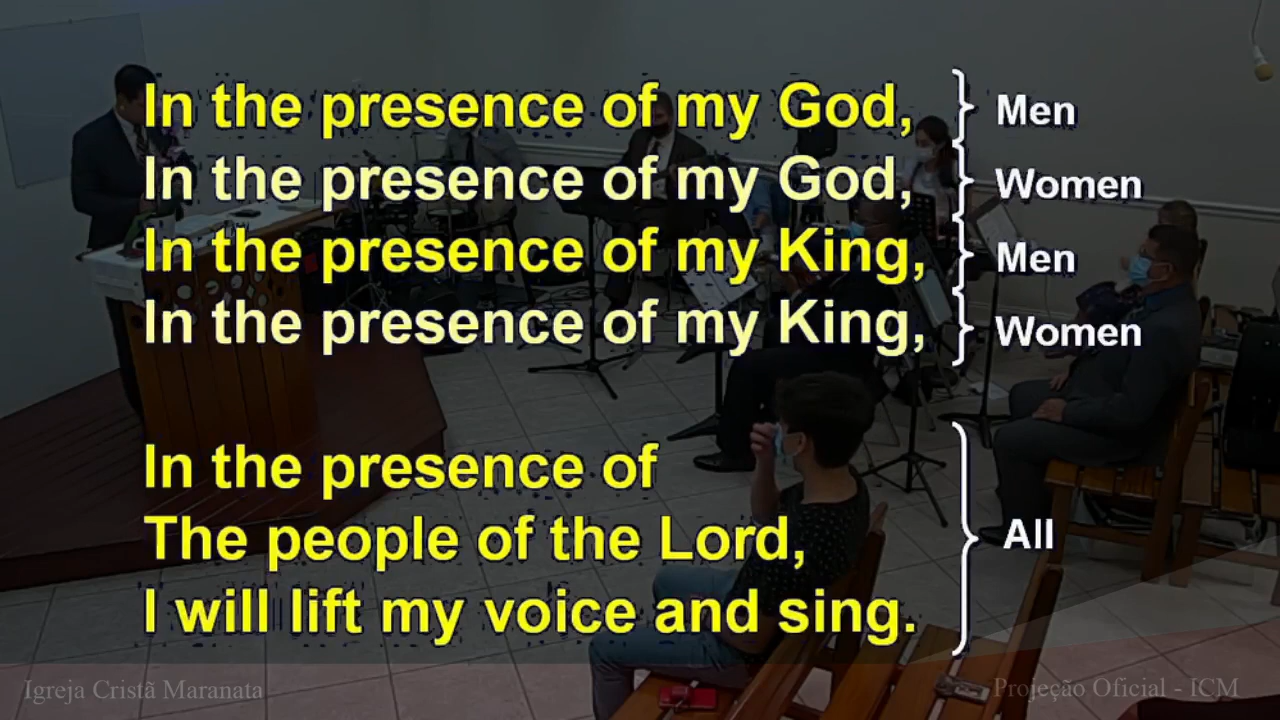 In the presence of my God, Men
In the presence of my God, Women
In the presence of my King, Men
In the presence of my King, Women
In the presence of
The people of the Lord,
I will lift my voice and sing.
All
Igreja Cristã Maranata
Projeção Oficial - ICM